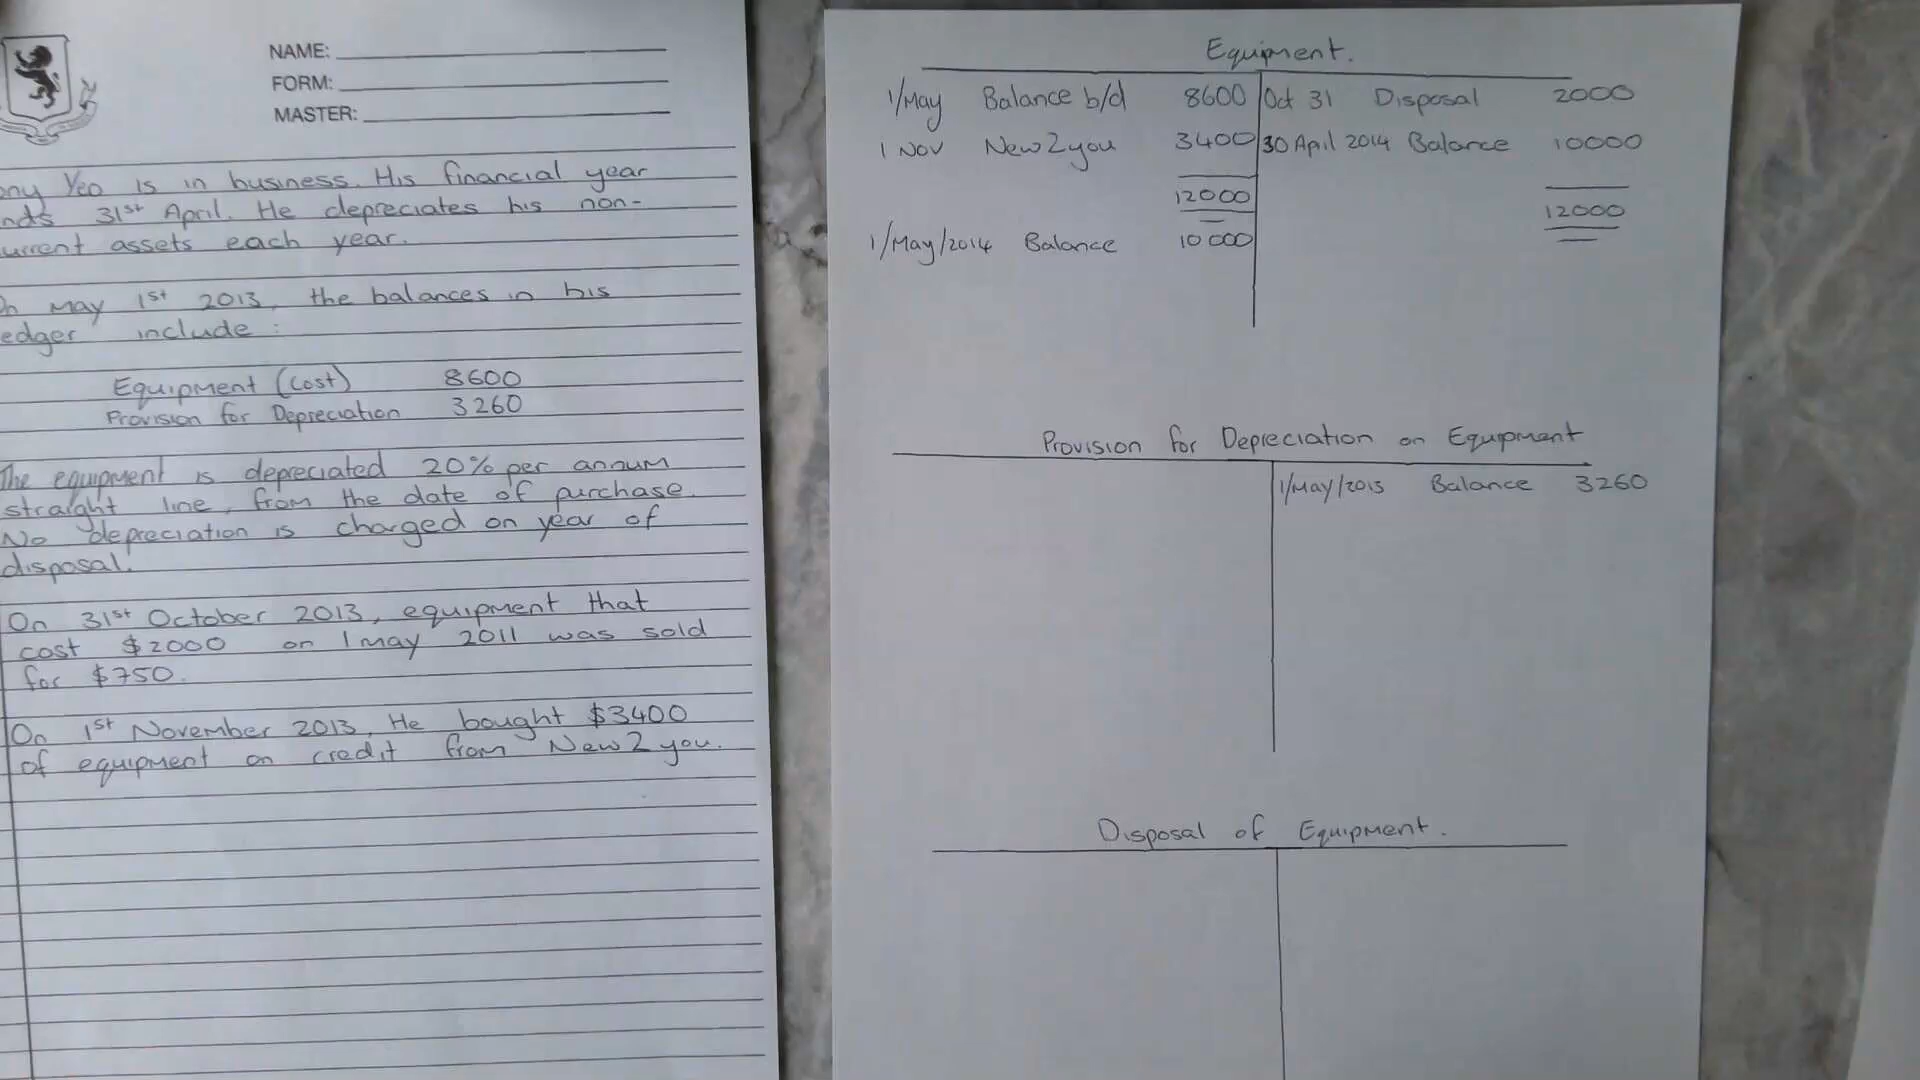 NAME:
FORM:
MASTER:
Yeo is in business. His financial year
31st April. He depreciates his non-
assets each year.
May 1st 2013, the balances in his
include:
Equipment (Cost) 8600
Provision for Depreciation 3260
The equipment is depreciated 20% per annum
straight line, from the date of purchase.
No depreciation is charged on year of
disposal.
On 31st October 2013, equipment that
cost $2000 on 1 may 2011 was sold
for $750.
On 1st November 2013, He bought $3400
of equipment on credit from New2you.
Equipment.
1/May Balance b/d 8600 Oct 31 Disposal 2000
1 Nov New2you 3400 30 April 2014 Balance 10000
12000 12000
1/May/2014 Balance 10000
Provision for Depreciation on Equipment
1/May/2013 Balance 3260
Disposal of Equipment.